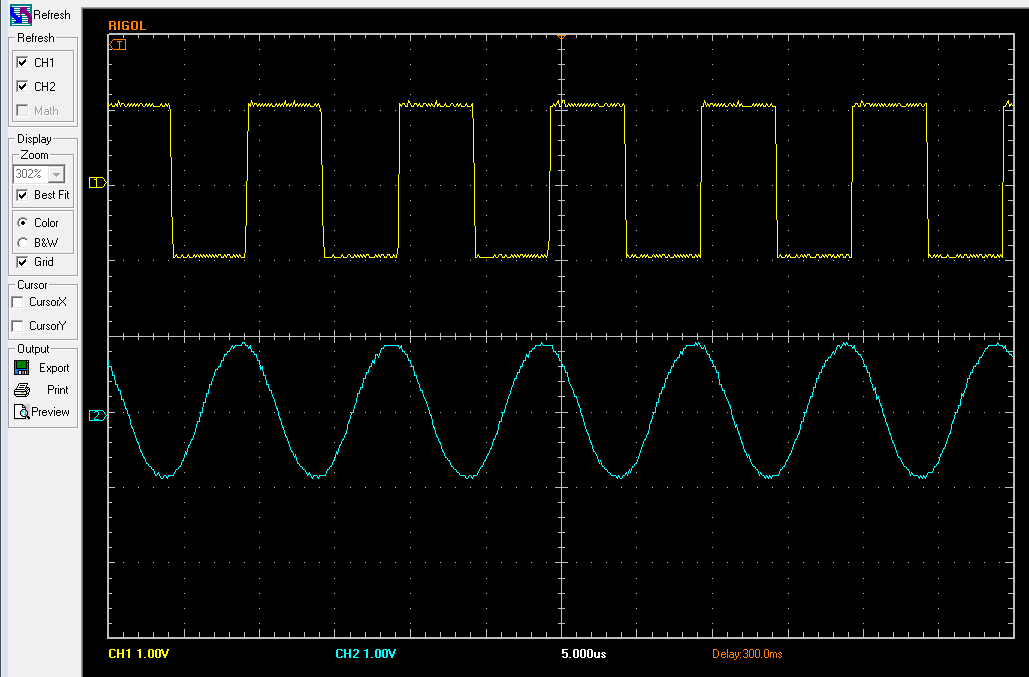 Refresh
Refresh
CH1
CH2
Math
Display
Zoom
302%
Best Fit
Color
B&W
Grid
Cursor
CursorX
CursorY
Output
Export
Print
Preview
RIGOL
T
1
2
CH1 1.00V CH2 1.00V 5.000us Delay:300.0ms